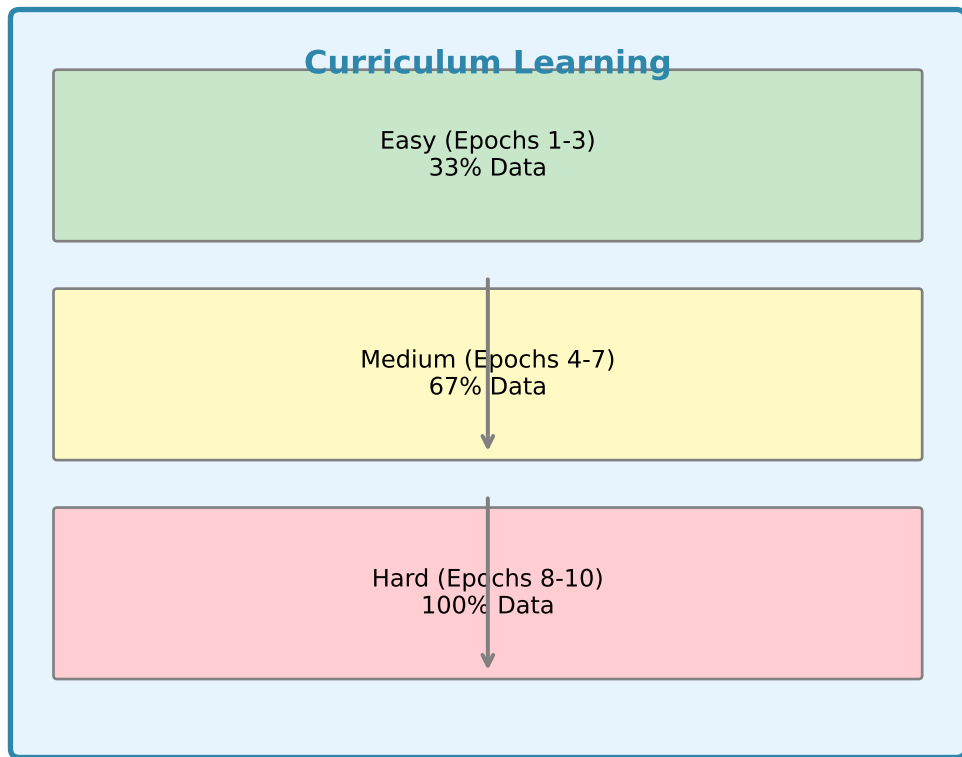 Curriculum Learning
Easy (Epochs 1-3)
33% Data
Medium (Epochs 4-7)
67% Data
Hard (Epochs 8-10)
100% Data